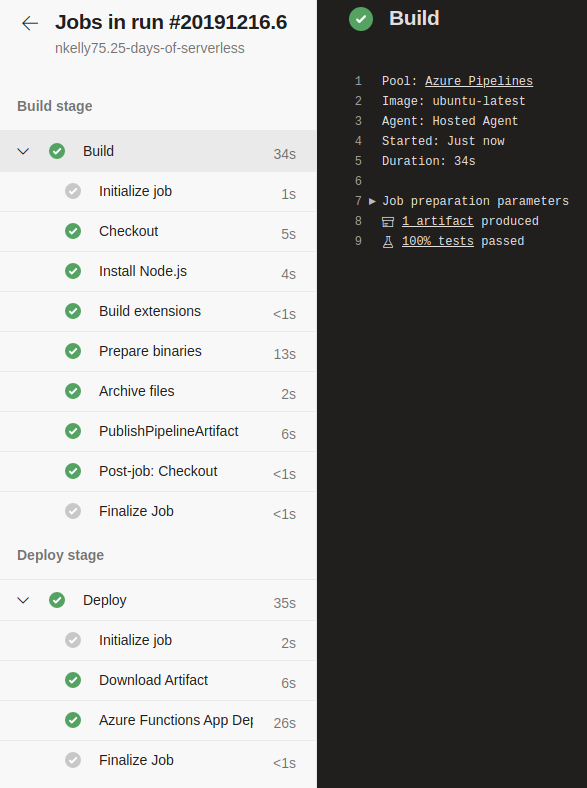 Jobs in run #20191216.6
nkelly75.25-days-of-serverless
Build stage
Build 34s
Initialize job 1s
Checkout 5s
Install Node.js 4s
Build extensions <1s
Prepare binaries 13s
Archive files 2s
PublishPipelineArtifact 6s
Post-job: Checkout <1s
Finalize Job <1s
Deploy stage
Deploy 35s
Initialize job 2s
Download Artifact 6s
Azure Functions App Dep 26s
Finalize Job <1s
Build
1 Pool: Azure Pipelines
2 Image: ubuntu-latest
3 Agent: Hosted Agent
4 Started: Just now
5 Duration: 34s
6
7 Job preparation parameters
8 1 artifact produced
9 100% tests passed